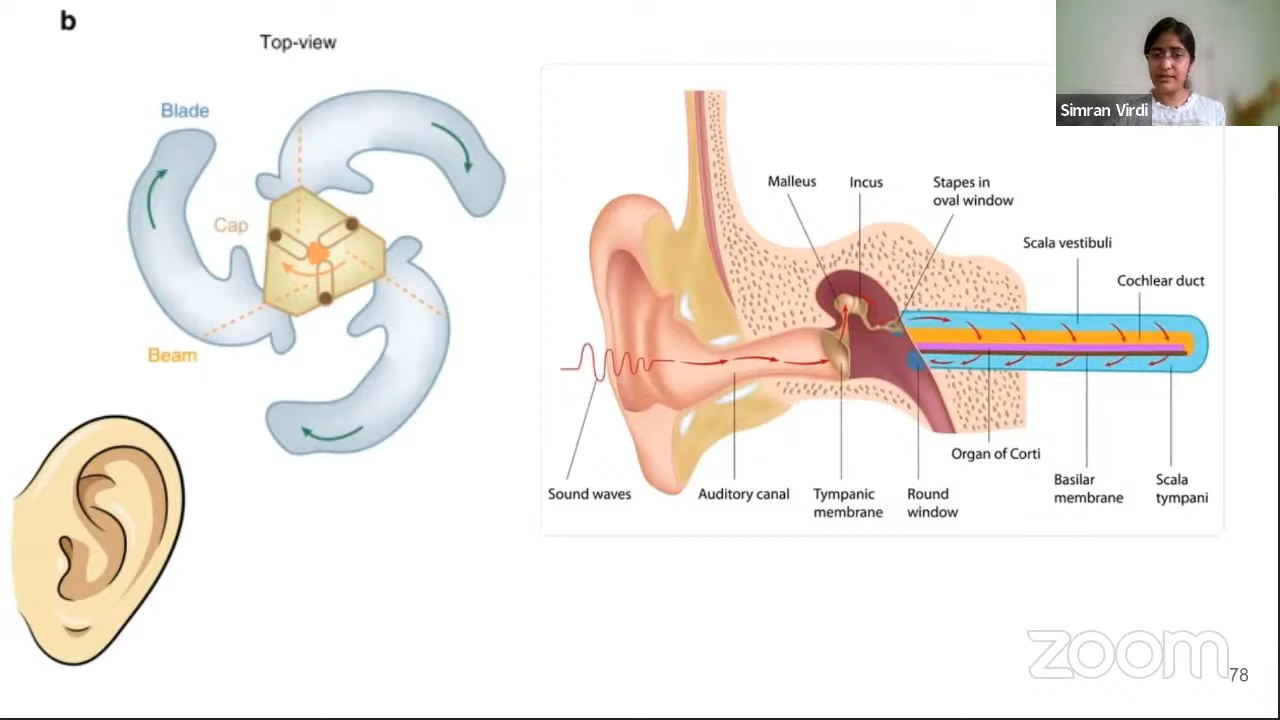 b
Top-view
Blade
Cap
Beam
Malleus
Incus
Stapes in
oval window
Scala vestibuli
Cochlear duct
Sound waves
Auditory canal
Tympanic
membrane
Round
window
Organ of Corti
Basilar
membrane
Scala
tympani
Simran Virdi
zoom
78